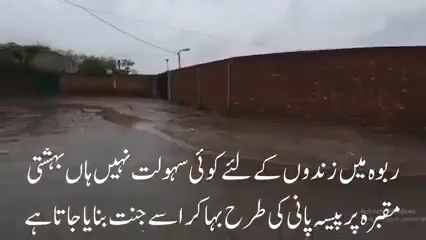 ربوہ میں زندوں کے لئے کوئی سہولت نہیں ہاں بہشتی
مقبرہ پر پیسہ پانی کی طرح بہا کر اسے جنت بنایا جاتا ہے